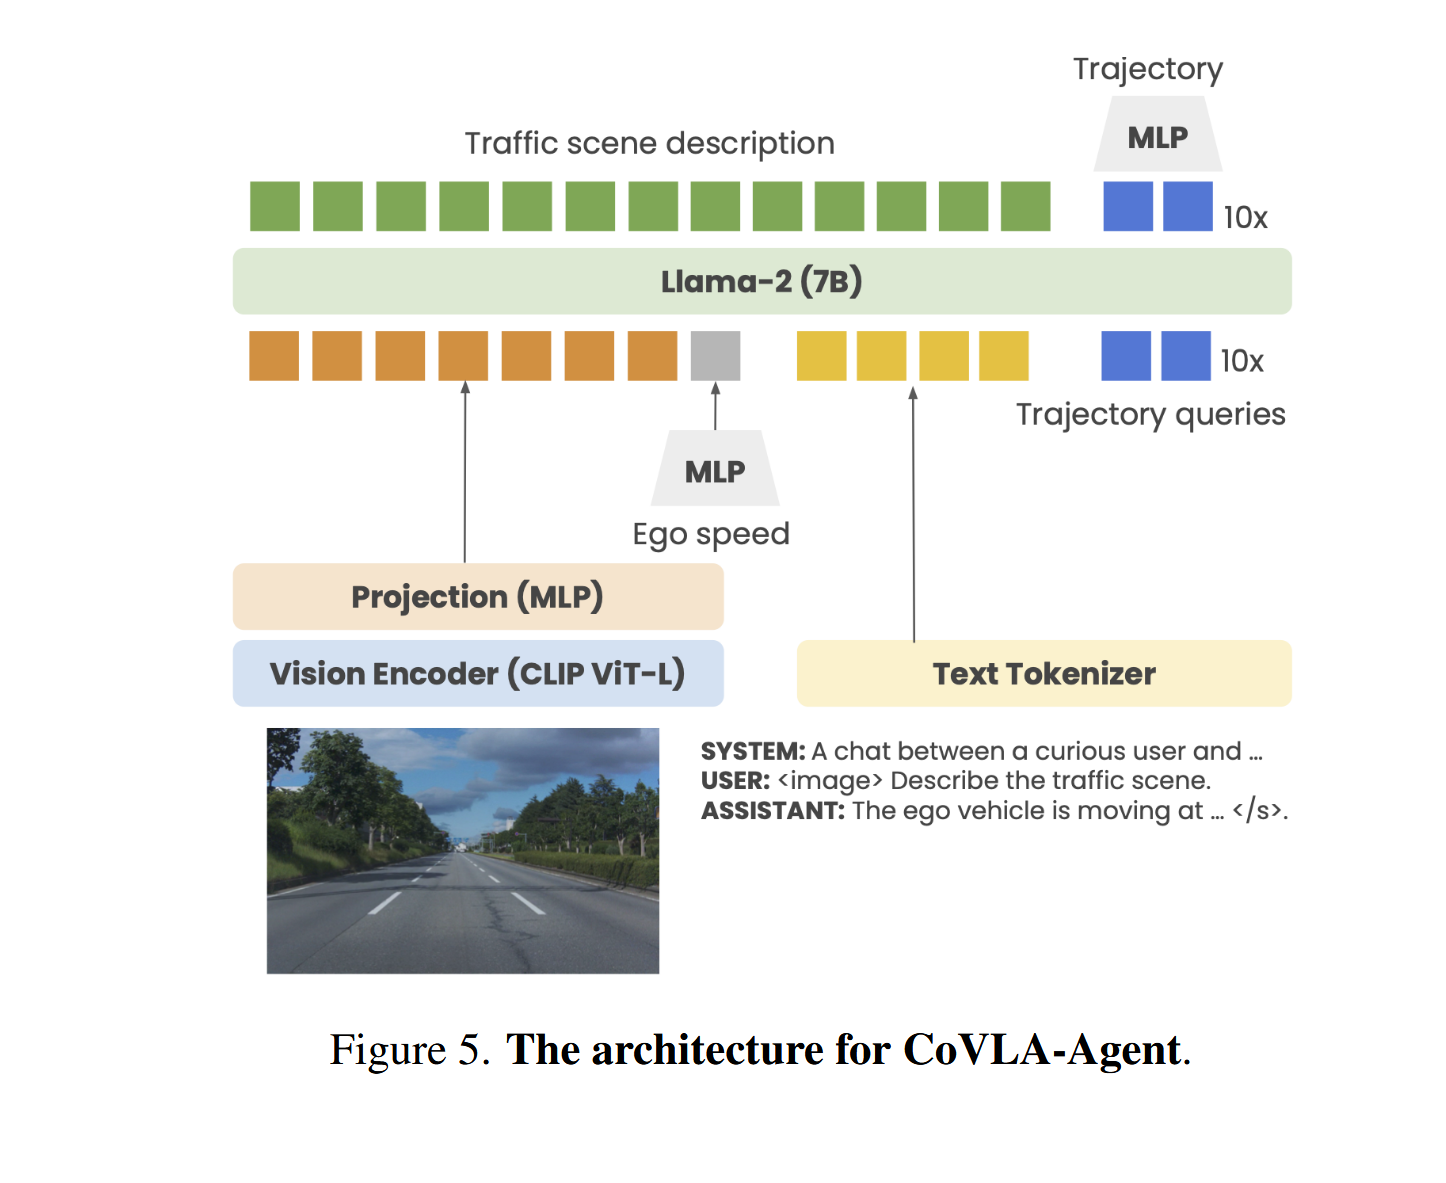 Trajectory
MLP
Traffic scene description
10x
Llama-2 (7B)
10x
Trajectory queries
MLP
Ego speed
Projection (MLP)
Vision Encoder (CLIP ViT-L)
Text Tokenizer
SYSTEM: A chat between a curious user and ...
USER: <image> Describe the traffic scene.
ASSISTANT: The ego vehicle is moving at ... </s>.
Figure 5. The architecture for CoVLA-Agent.